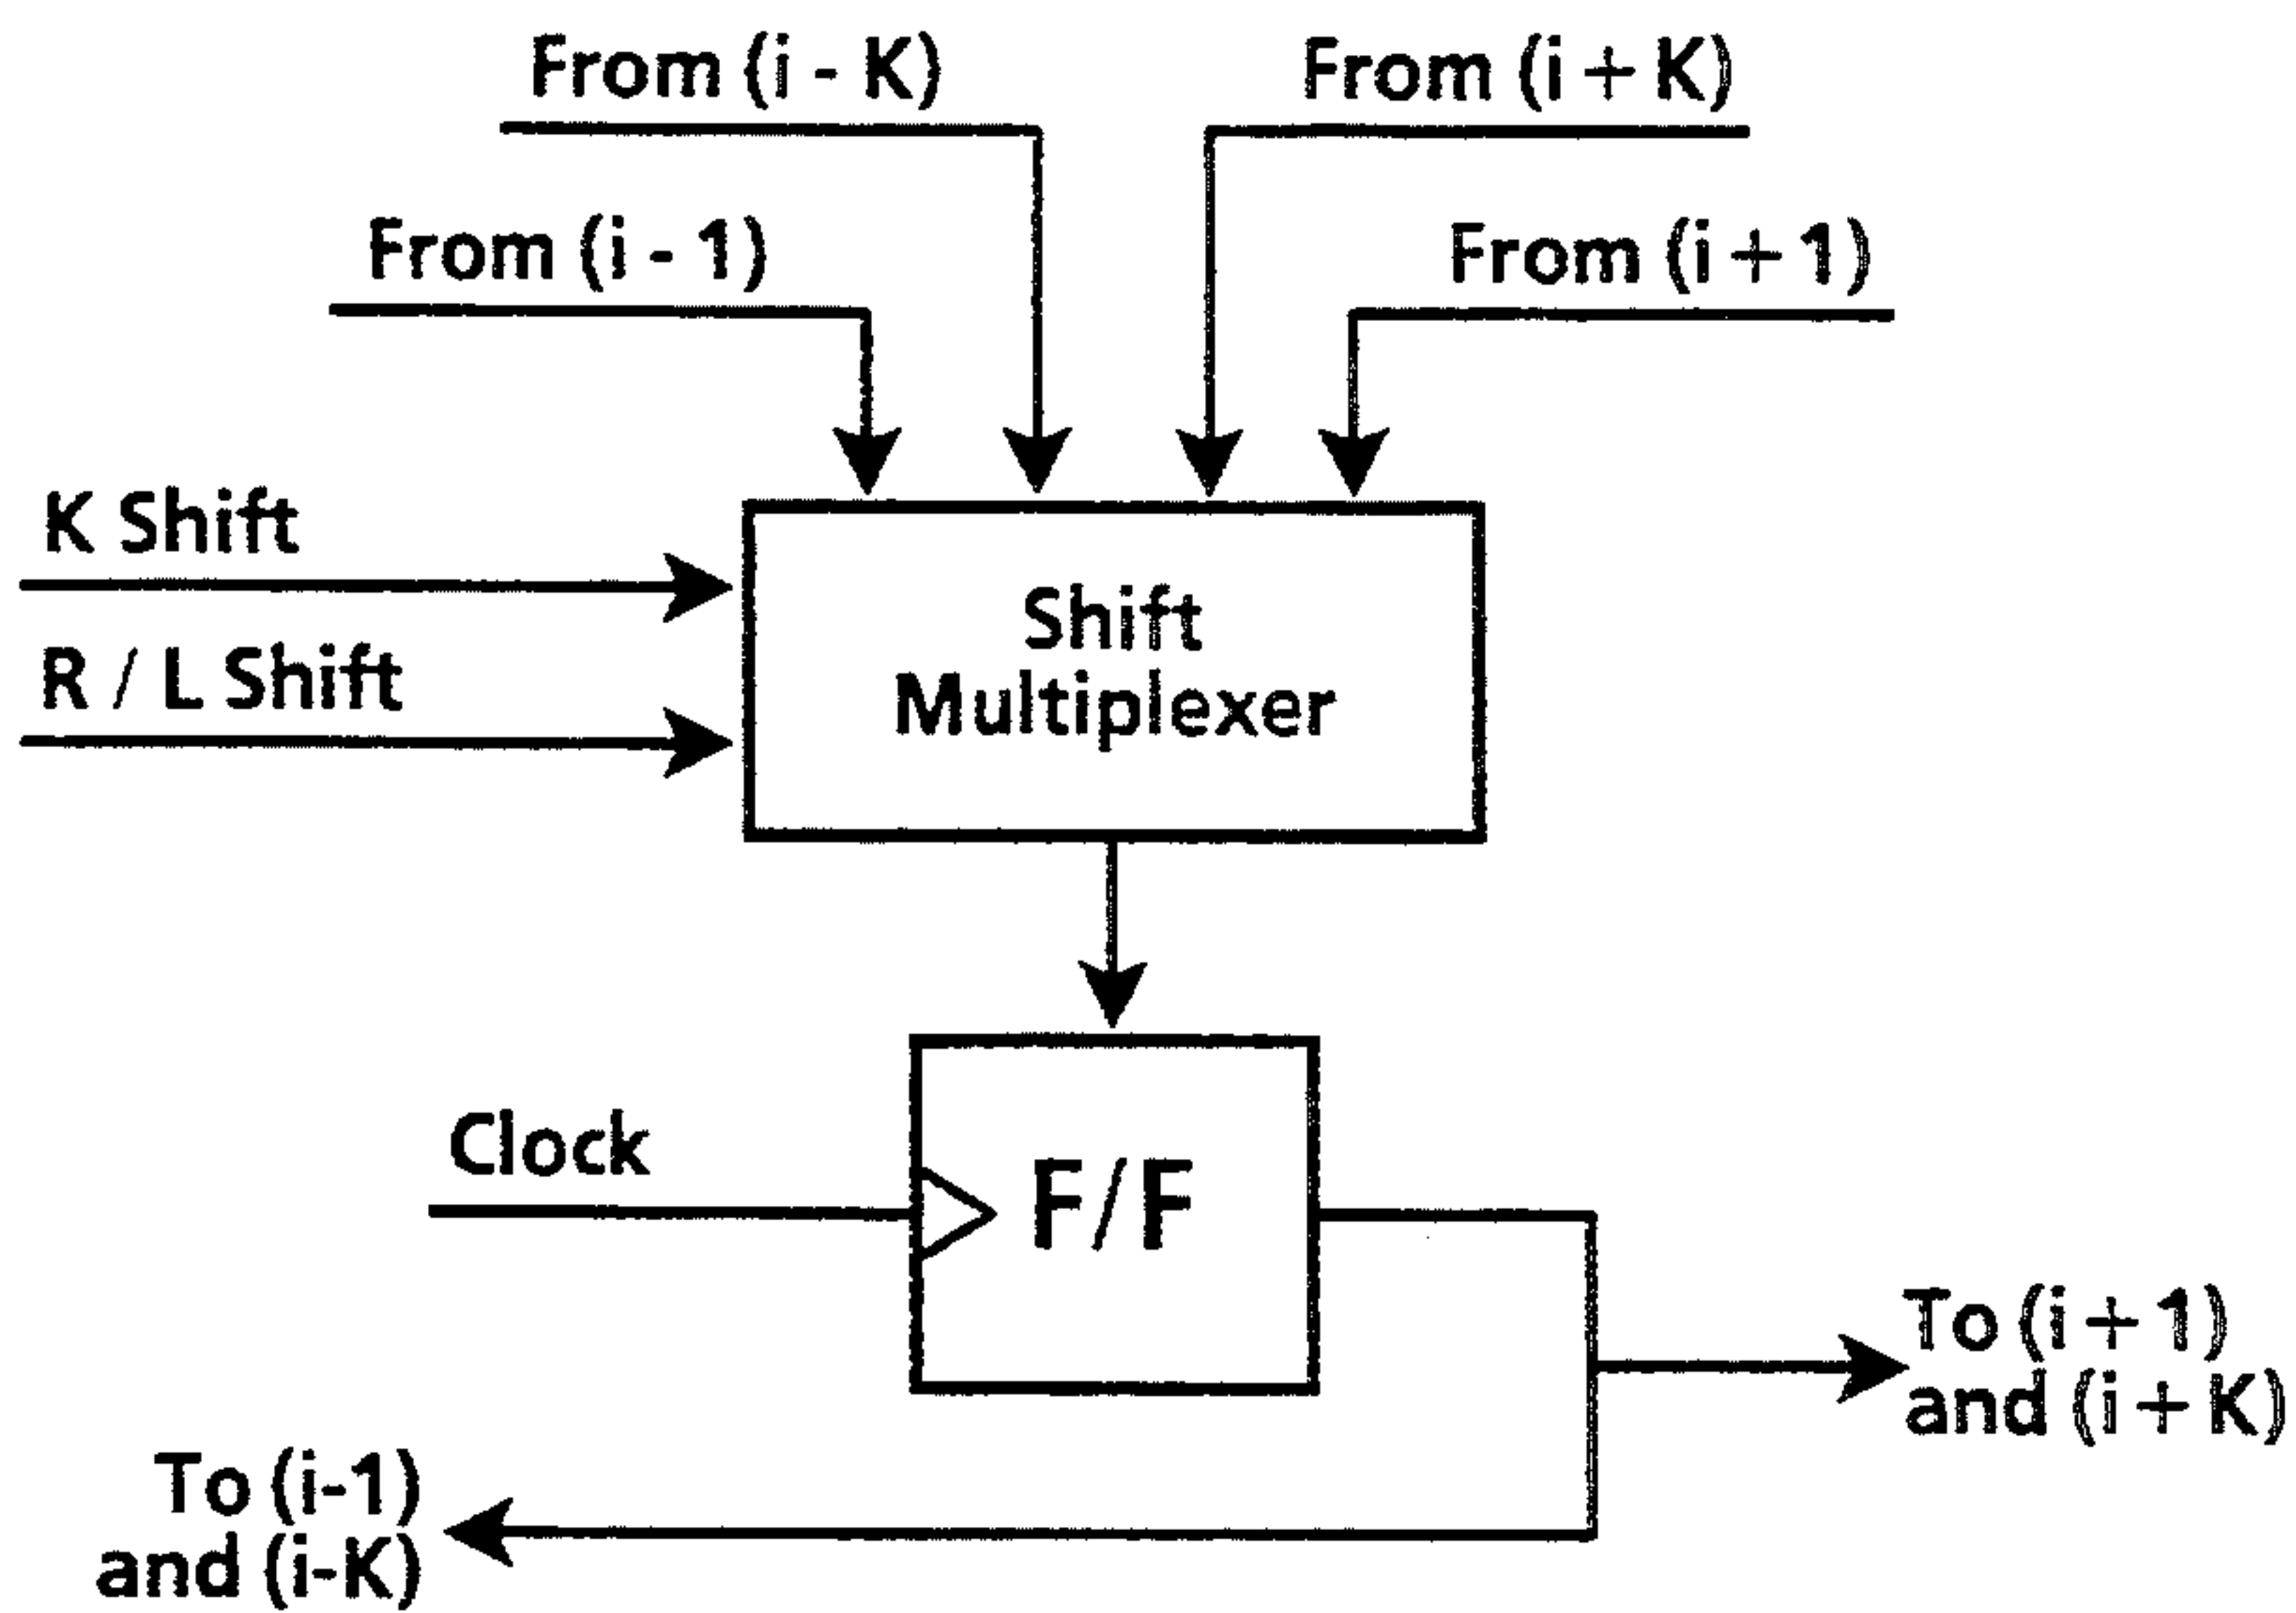 From (i - K)
From (i + K)
From (i - 1)
From (i + 1)
K Shift
R / L Shift
Shift
Multiplexer
Clock
F/F
To (i + 1)
and (i + K)
To (i-1)
and (i-K)